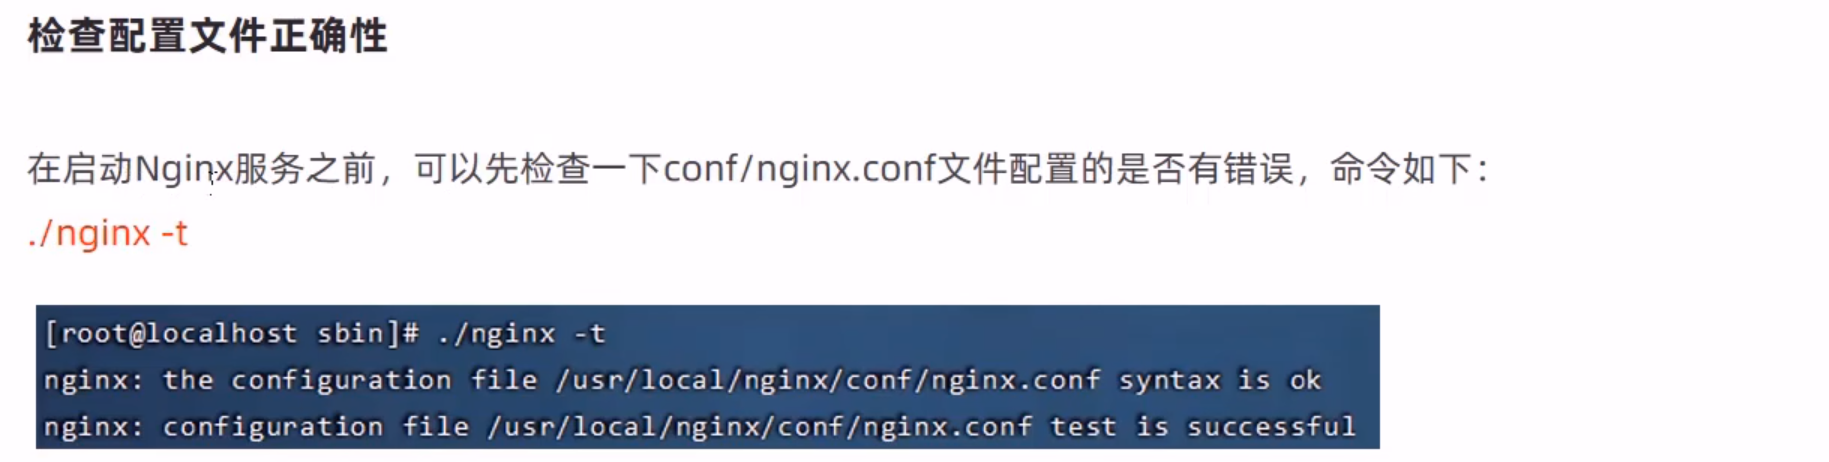 检查配置文件正确性
在启动Nginx服务之前，可以先检查一下conf/nginx.conf文件配置的是否有错误，命令如下：
./nginx -t
[root@localhost sbin]# ./nginx -t
nginx: the configuration file /usr/local/nginx/conf/nginx.conf syntax is ok
nginx: configuration file /usr/local/nginx/conf/nginx.conf test is successful